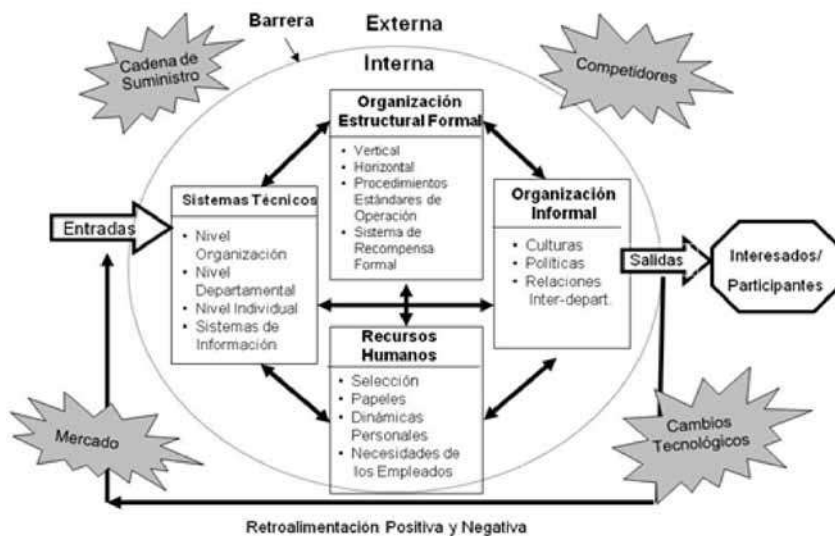 Barrera
Externa
Interna
Cadena de
Suministro
Competidores
Organización
Estructural Formal
• Vertical
• Horizontal
• Procedimientos
Estándares de
Operación
• Sistema de
Recompensa
Formal
Sistemas Técnicos
• Nivel
Organización
• Nivel
Departamental
• Nivel Individual
• Sistemas de
Información
Organización
Informal
• Culturas
• Políticas
• Relaciones
Inter-depart.
Entradas
Salidas
Interesados/
Participantes
Recursos
Humanos
• Selección
• Papeles
• Dinámicas
Personales
• Necesidades de
los Empleados
Mercado
Cambios
Tecnológicos
Retroalimentación Positiva y Negativa